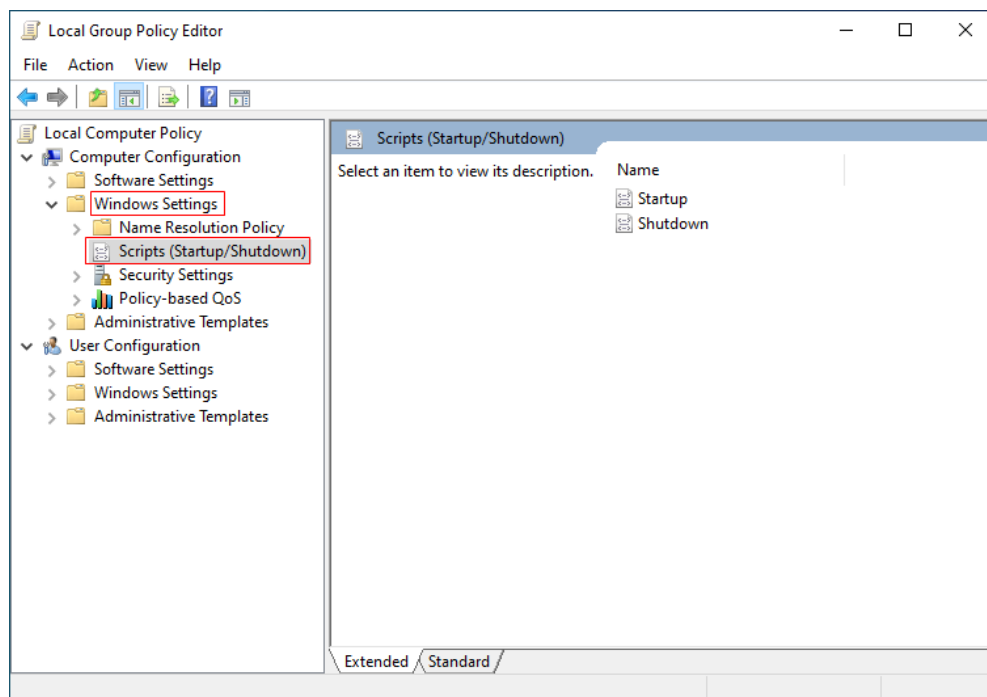 Local Group Policy Editor
File Action View Help
Local Computer Policy
Computer Configuration
Software Settings
Windows Settings
Name Resolution Policy
Scripts (Startup/Shutdown)
Security Settings
Policy-based QoS
Administrative Templates
User Configuration
Software Settings
Windows Settings
Administrative Templates
Scripts (Startup/Shutdown)
Select an item to view its description.
Name
Startup
Shutdown
Extended Standard